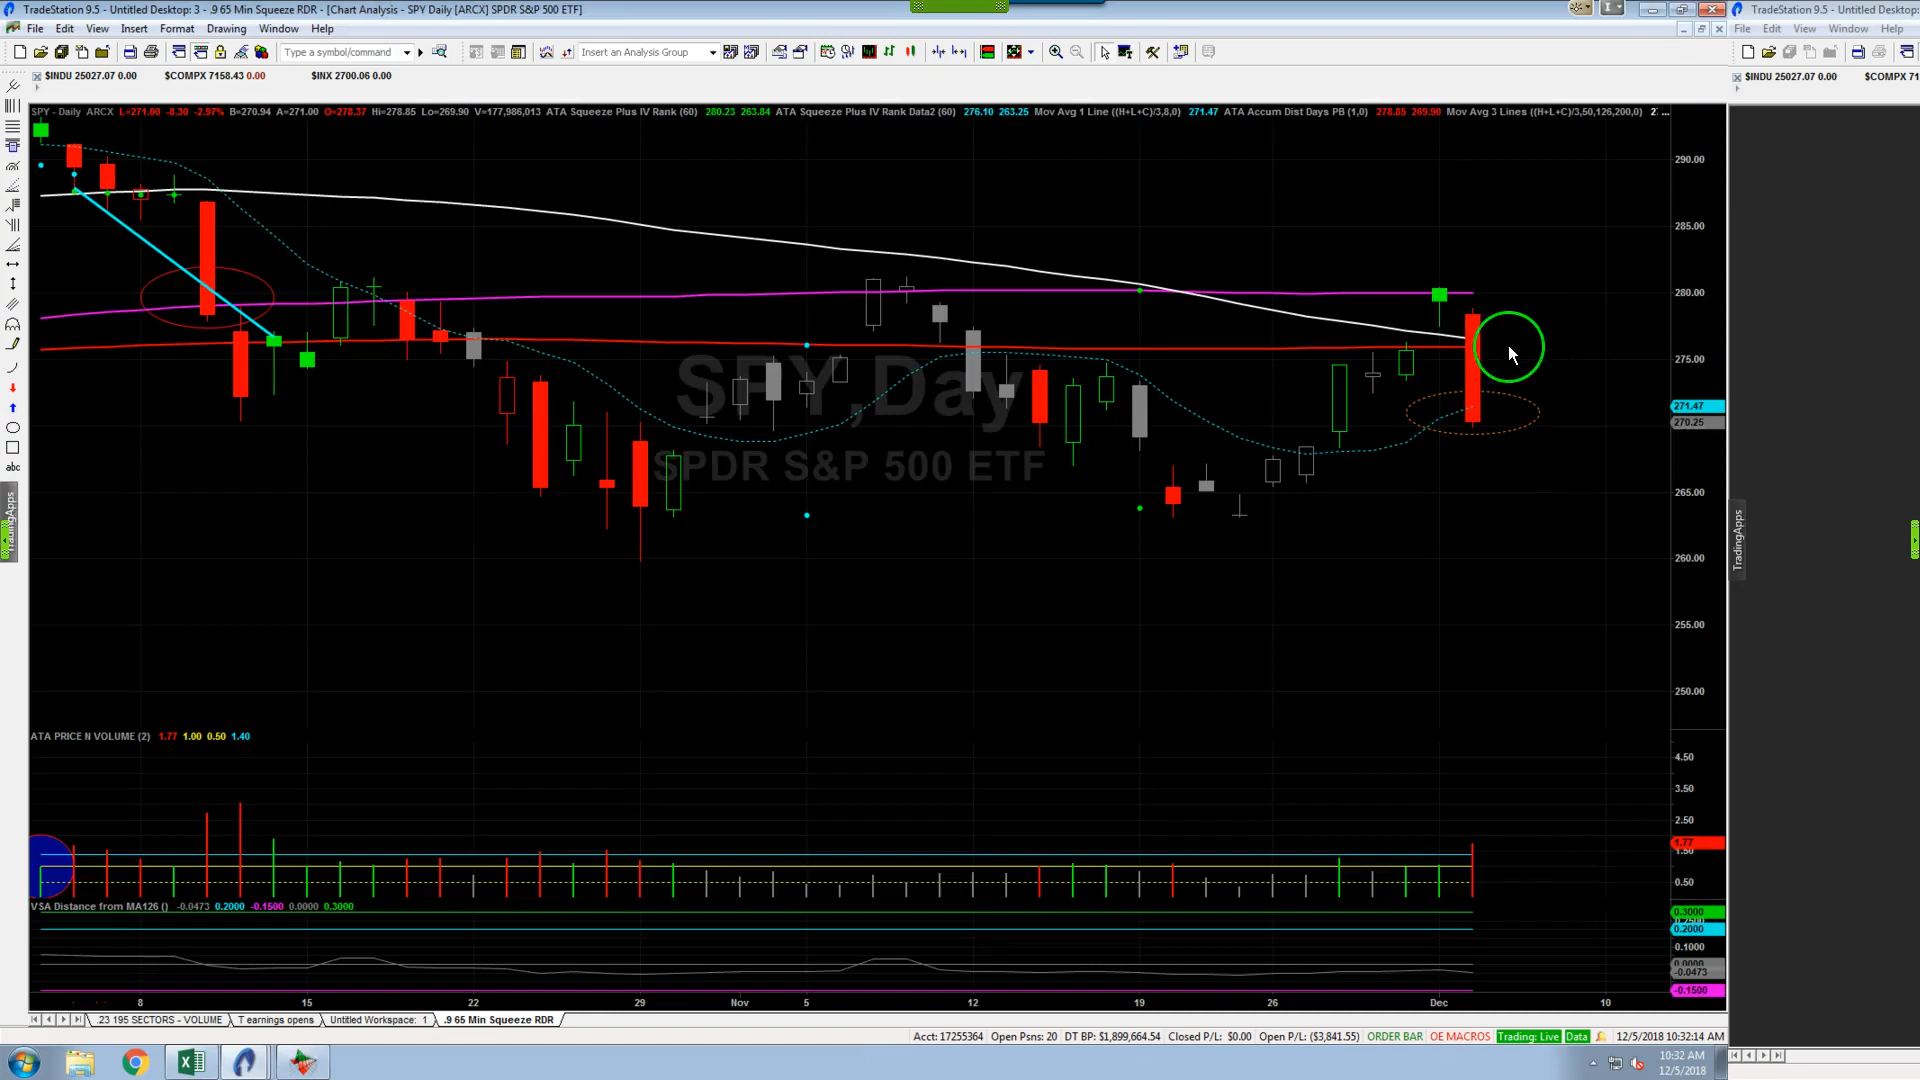 TradeStation 9.5 - Untitled Desktop: 3 - .9 65 Min Squeeze RDR - [Chart Analysis - SPY Daily [ARCX] SPDR S&P 500 ETF]
TradeStation 9.5 - Untitled Desktop:
File Edit View Insert Format Drawing Window Help
File Edit View Window Help
Type a symbol/command
Insert an Analysis Group
$INDU 25027.07 0.00 $COMPX 7158.43 0.00 $INX 2700.06 0.00
$INDU 25027.07 0.00 $COMPX 71
SPY - Daily ARCX L=271.00 -8.30 -2.97% B=270.94 A=271.00 O=278.37 Hi=278.85 Lo=269.90 V=177,986,013 ATA Squeeze Plus IV Rank (60) 280.23 263.84 ATA Squeeze Plus IV Rank Data2 (60) 276.10 263.25 Mov Avg 1 Line ((H+L+C)/3,8,0) 271.47 ATA Accum Dist Days PB (1,0) 278.85 269.90 Mov Avg 3 Lines ((H+L+C)/3,50,126,200,0) 2 ...
290.00
285.00
280.00
275.00
271.47
270.25
265.00
260.00
255.00
250.00
SPY,Day
SPDR S&P 500 ETF
abc
TradingApps
TradingApps
ATA PRICE N VOLUME (2) 1.77 1.00 0.50 1.40
4.50
3.50
2.50
1.77
1.50
0.50
VSA Distance from MA126 () -0.0473 0.2000 -0.1500 0.0000 0.3000
0.3000
0.2000
0.1000
0.0000
-0.0473
-0.1500
8 15 22 29 Nov 5 12 19 26 Dec 10
.23 195 SECTORS - VOLUME T earnings opens Untitled Workspace: 1 .9 65 Min Squeeze RDR
Acct: 17255364 Open Psns: 20 DT BP: $1,899,664.54 Closed P/L: $0.00 Open P/L: ($3,841.55) ORDER BAR OE MACROS Trading: Live Data 12/5/2018 10:32:14 AM
10:32 AM
12/5/2018